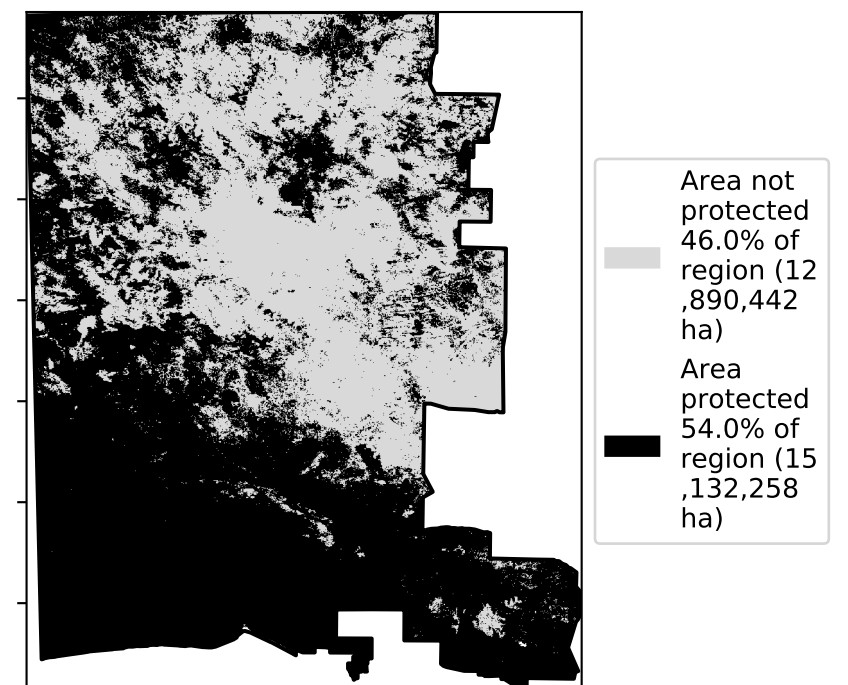 Area not
protected
46.0% of
region (12
,890,442
ha)
Area
protected
54.0% of
region (15
,132,258
ha)